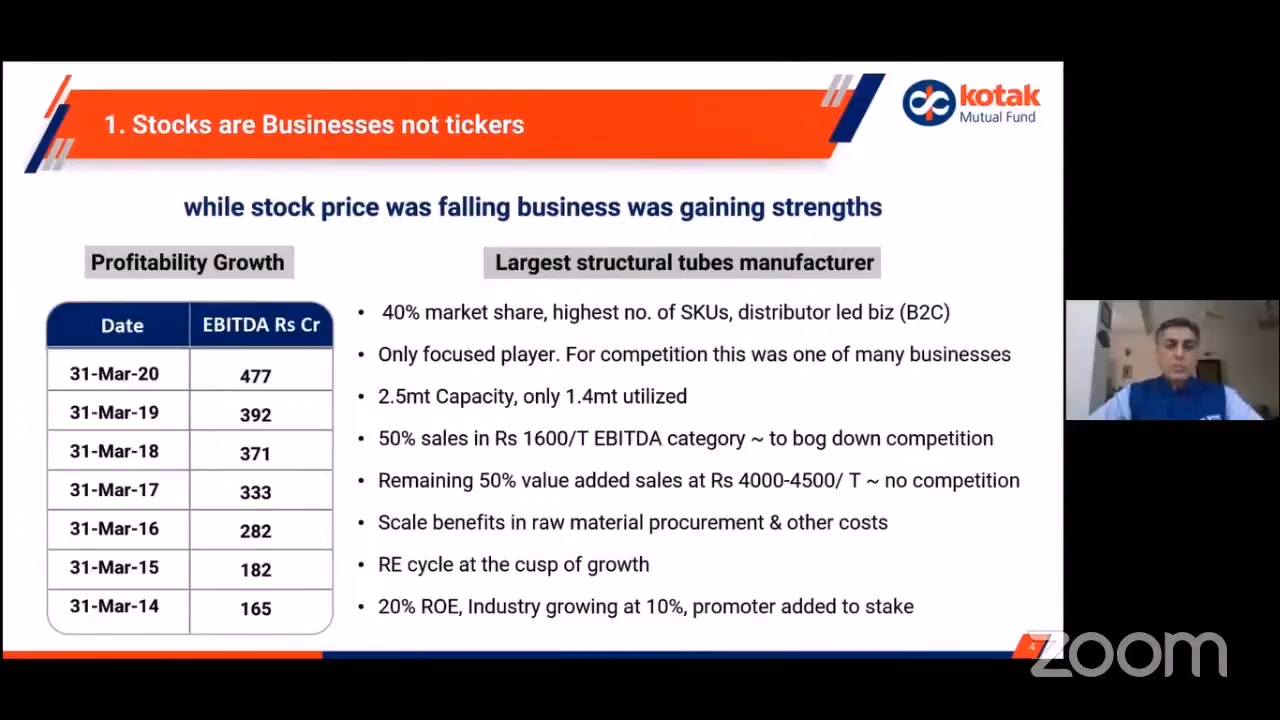 1. Stocks are Businesses not tickers
kotak
Mutual Fund
while stock price was falling business was gaining strengths
Profitability Growth
Date EBITDA Rs Cr
31-Mar-20 477
31-Mar-19 392
31-Mar-18 371
31-Mar-17 333
31-Mar-16 282
31-Mar-15 182
31-Mar-14 165
Largest structural tubes manufacturer
• 40% market share, highest no. of SKUs, distributor led biz (B2C)
• Only focused player. For competition this was one of many businesses
• 2.5mt Capacity, only 1.4mt utilized
• 50% sales in Rs 1600/T EBITDA category ~ to bog down competition
• Remaining 50% value added sales at Rs 4000-4500/ T ~ no competition
• Scale benefits in raw material procurement & other costs
• RE cycle at the cusp of growth
• 20% ROE, Industry growing at 10%, promoter added to stake
4
zoom